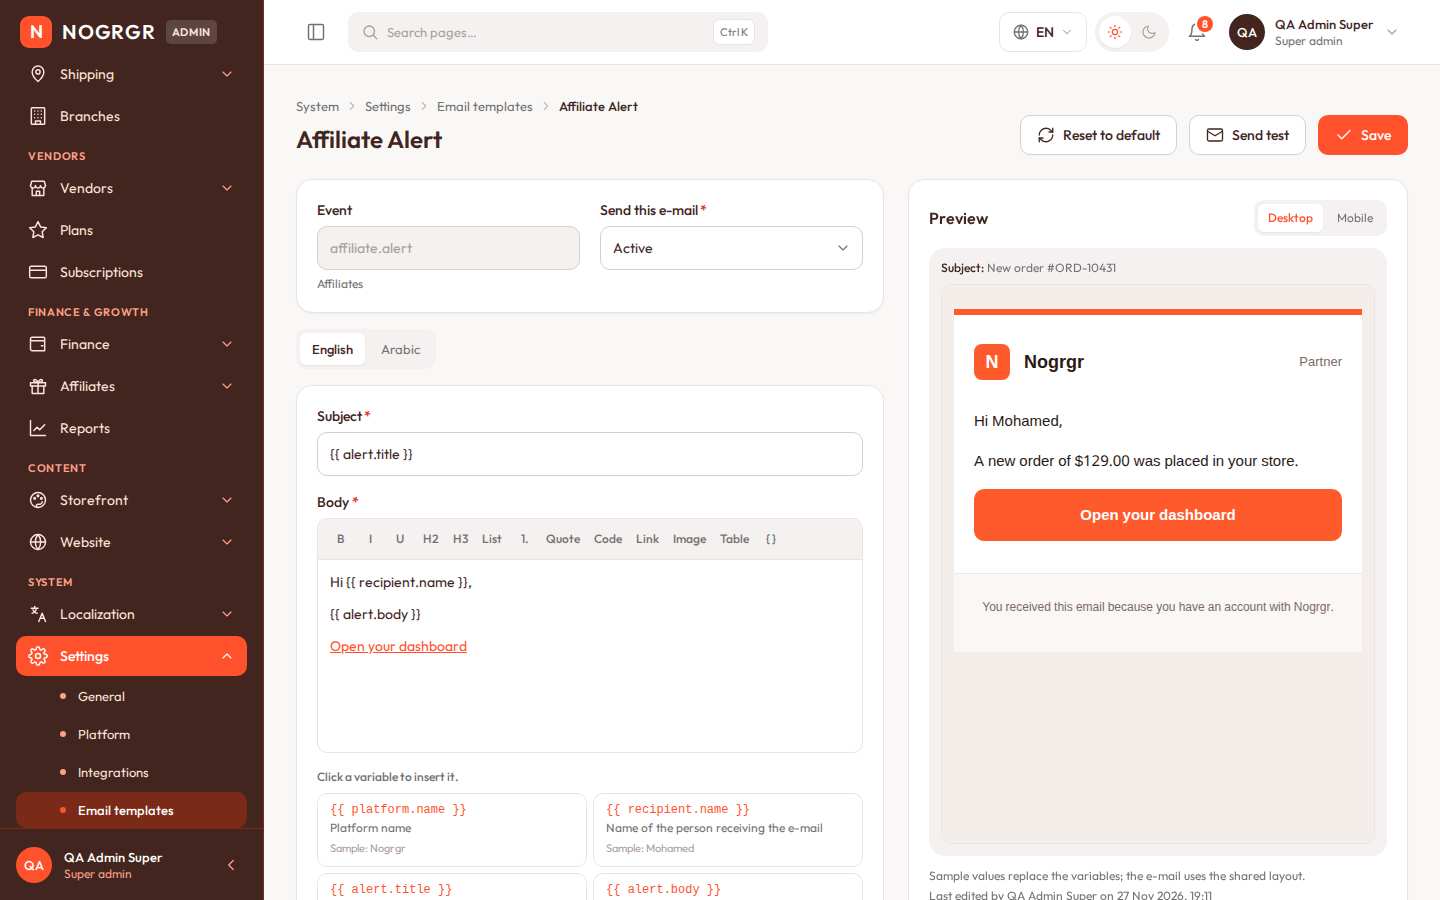 N NOGRGR ADMIN
Shipping
Branches
VENDORS
Vendors
Plans
Subscriptions
FINANCE & GROWTH
Finance
Affiliates
Reports
CONTENT
Storefront
Website
SYSTEM
Localization
Settings
General
Platform
Integrations
Email templates
QA QA Admin Super
Super admin
Search pages... Ctrl K
EN
8
QA QA Admin Super
Super admin
System > Settings > Email templates > Affiliate Alert
Affiliate Alert
Reset to default
Send test
Save
Event
affiliate.alert
Affiliates
Send this e-mail *
Active
English Arabic
Subject *
{{ alert.title }}
Body *
B I U H2 H3 List 1. Quote Code Link Image Table { }
Hi {{ recipient.name }},
{{ alert.body }}
Open your dashboard
Click a variable to insert it.
{{ platform.name }}
Platform name
Sample: Nogrgr
{{ recipient.name }}
Name of the person receiving the e-mail
Sample: Mohamed
{{ alert.title }}
{{ alert.body }}
Preview
Desktop Mobile
Subject: New order #ORD-10431
N Nogrgr Partner
Hi Mohamed,
A new order of $129.00 was placed in your store.
Open your dashboard
You received this email because you have an account with Nogrgr.
Sample values replace the variables; the e-mail uses the shared layout.
Last edited by QA Admin Super on 27 Nov 2026, 19:11